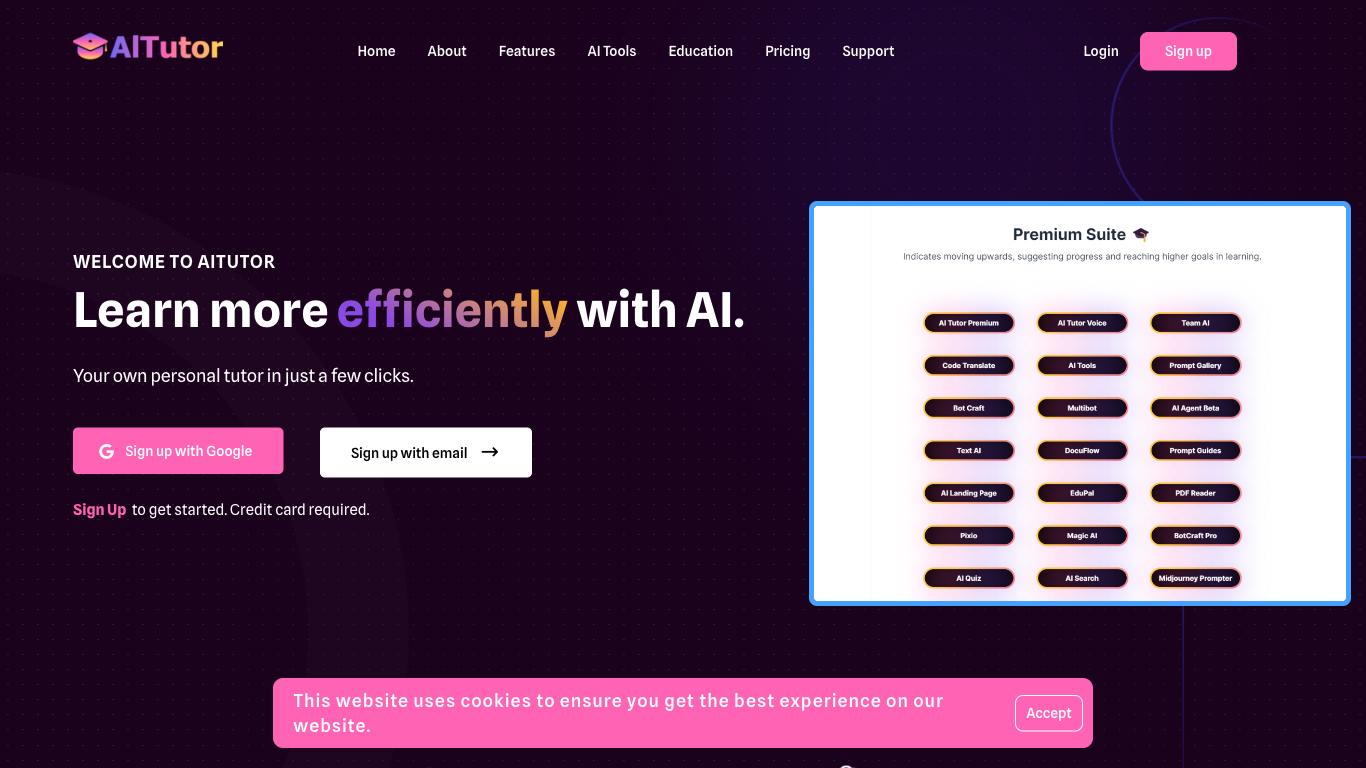 AITutor
Home About Features AI Tools Education Pricing Support Login Sign up
WELCOME TO AITUTOR
Learn more efficiently with AI.
Your own personal tutor in just a few clicks.
Sign up with Google
Sign up with email
Sign Up to get started. Credit card required.
Premium Suite
Indicates moving upwards, suggesting progress and reaching higher goals in learning.
AI Tutor Premium AI Tutor Voice Team AI
Code Translate AI Tools Prompt Gallery
Bot Craft Multibot AI Agent Beta
Text AI DocuFlow Prompt Guides
AI Landing Page EduPal PDF Reader
Pixio Magic AI BotCraft Pro
AI Quiz AI Search Midjourney Prompter
This website uses cookies to ensure you get the best experience on our
website.
Accept